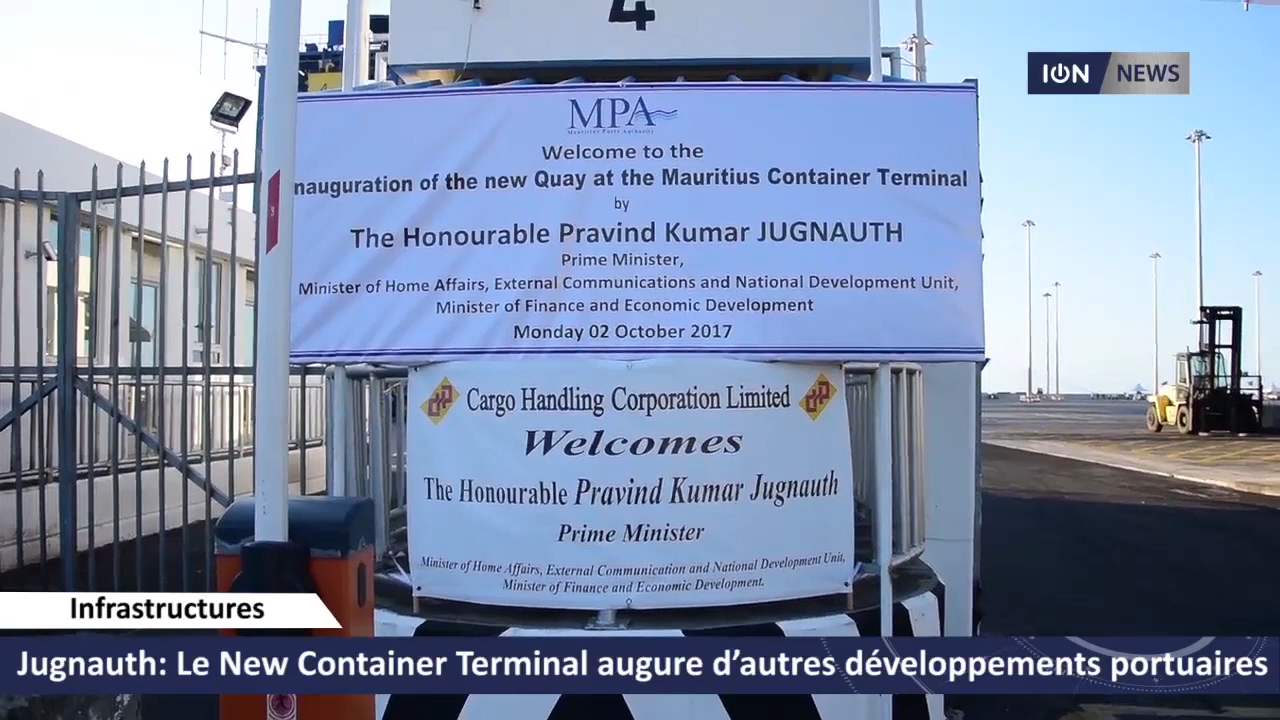 4
ION NEWS
MPA
Mauritius Ports Authority
Welcome to the
nauguration of the new Quay at the Mauritius Container Terminal
by
The Honourable Pravind Kumar JUGNAUTH
Prime Minister,
Minister of Home Affairs, External Communications and National Development Unit,
Minister of Finance and Economic Development
Monday 02 October 2017
Cargo Handling Corporation Limited
Welcomes
The Honourable Pravind Kumar Jugnauth
Prime Minister
Minister of Home Affairs, External Communication and National Development Unit,
Minister of Finance and Economic Development.
Infrastructures
Jugnauth: Le New Container Terminal augure d’autres développements portuaires